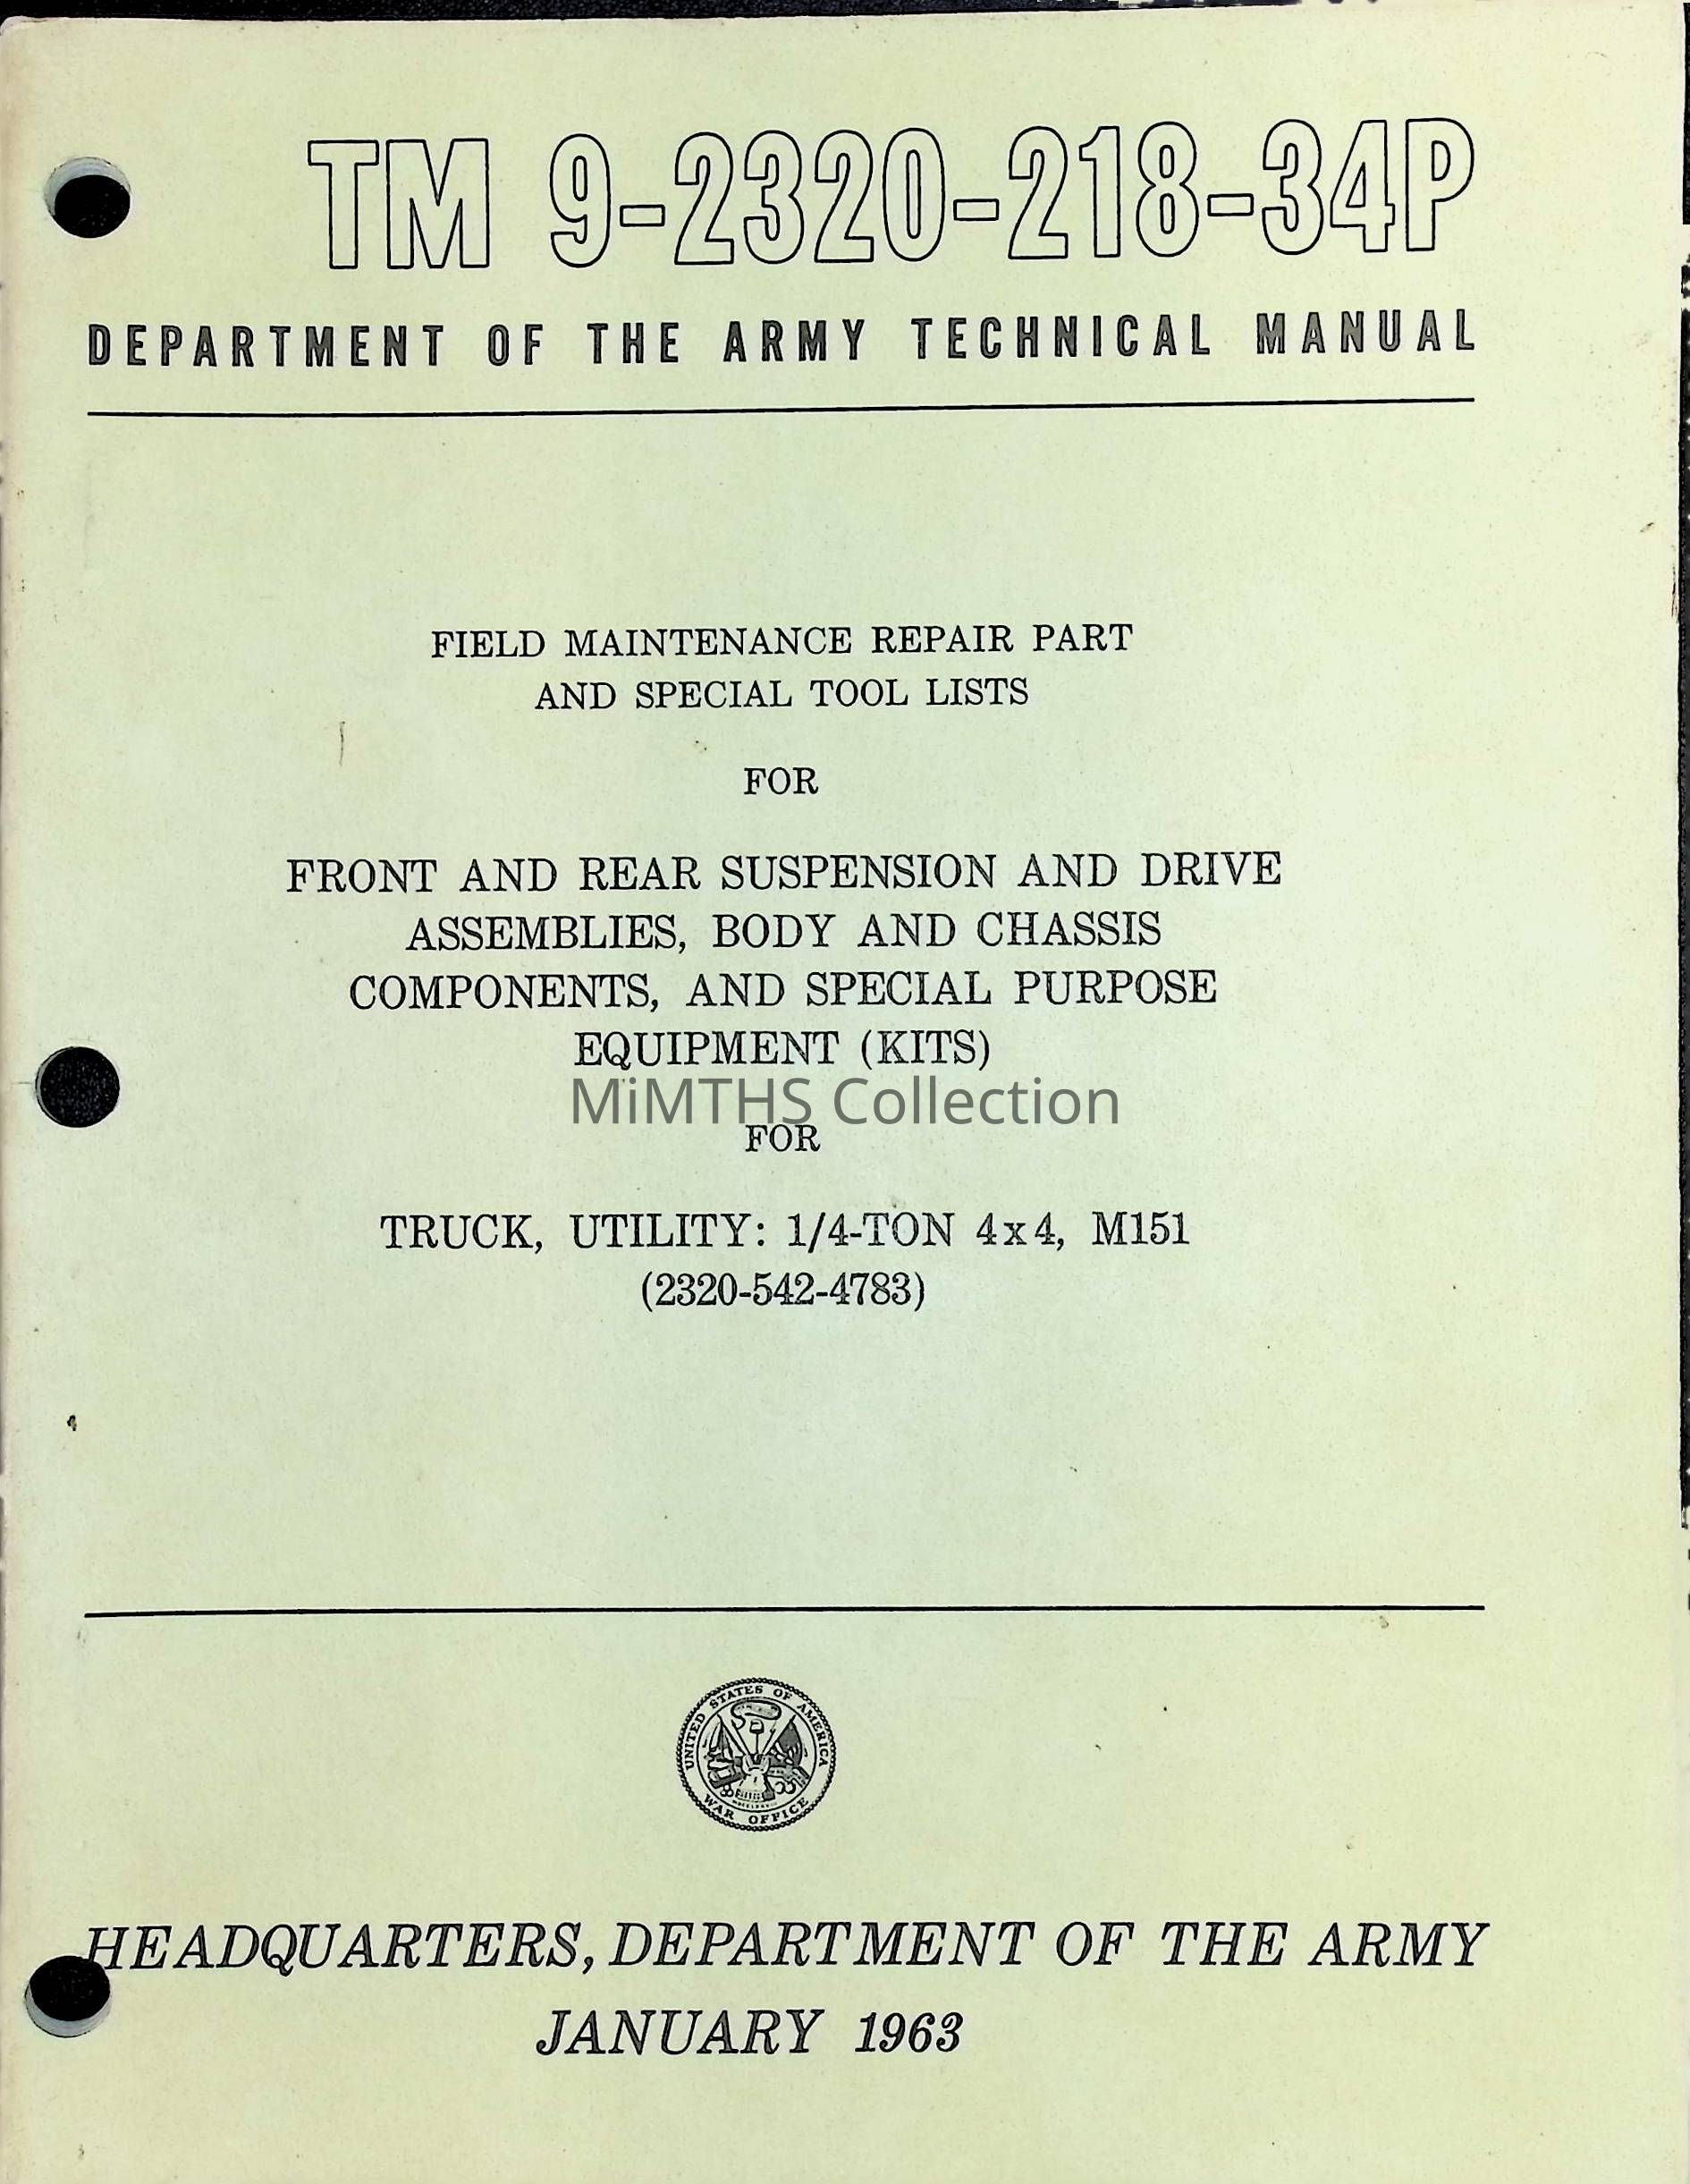 TM 9-2320-218-34P
DEPARTMENT OF THE ARMY TECHNICAL MANUAL
FIELD MAINTENANCE REPAIR PART
AND SPECIAL TOOL LISTS
FOR
FRONT AND REAR SUSPENSION AND DRIVE
ASSEMBLIES, BODY AND CHASSIS
COMPONENTS, AND SPECIAL PURPOSE
EQUIPMENT (KITS)
MiMTHS Collection
FOR
TRUCK, UTILITY: 1/4-TON 4x4, M151
(2320-542-4783)
UNITED STATES OF AMERICA
WAR OFFICE
HEADQUARTERS, DEPARTMENT OF THE ARMY
JANUARY 1963